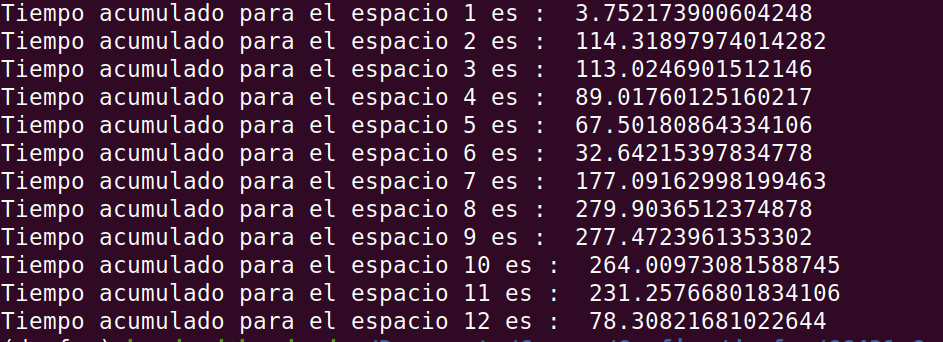 Tiempo acumulado para el espacio 1 es :  3.752173900604248
Tiempo acumulado para el espacio 2 es :  114.31897974014282
Tiempo acumulado para el espacio 3 es :  113.0246901512146
Tiempo acumulado para el espacio 4 es :  89.01760125160217
Tiempo acumulado para el espacio 5 es :  67.50180864334106
Tiempo acumulado para el espacio 6 es :  32.64215397834778
Tiempo acumulado para el espacio 7 es :  177.09162998199463
Tiempo acumulado para el espacio 8 es :  279.9036512374878
Tiempo acumulado para el espacio 9 es :  277.4723961353302
Tiempo acumulado para el espacio 10 es :  264.00973081588745
Tiempo acumulado para el espacio 11 es :  231.25766801834106
Tiempo acumulado para el espacio 12 es :  78.30821681022644